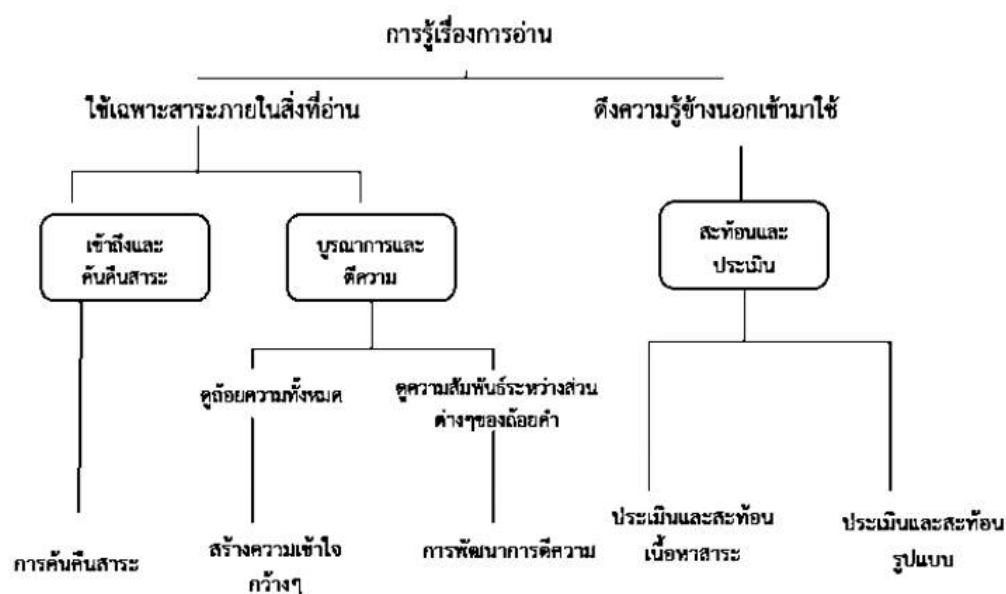 การรู้เรื่องการอ่าน
ใช้เฉพาะสาระภายในสิ่งที่อ่าน
ดึงความรู้ข้างนอกเข้ามาใช้
เข้าถึงและ
ค้นคืนสาระ
บูรณาการและ
ตีความ
สะท้อนและ
ประเมิน
ดูถ้อยความทั้งหมด
ดูความสัมพันธ์ระหว่างส่วน
ต่างๆของถ้อยคำ
การค้นคืนสาระ
สร้างความเข้าใจ
กว้างๆ
การพัฒนาการตีความ
ประเมินและสะท้อน
เนื้อหาสาระ
ประเมินและสะท้อน
รูปแบบ